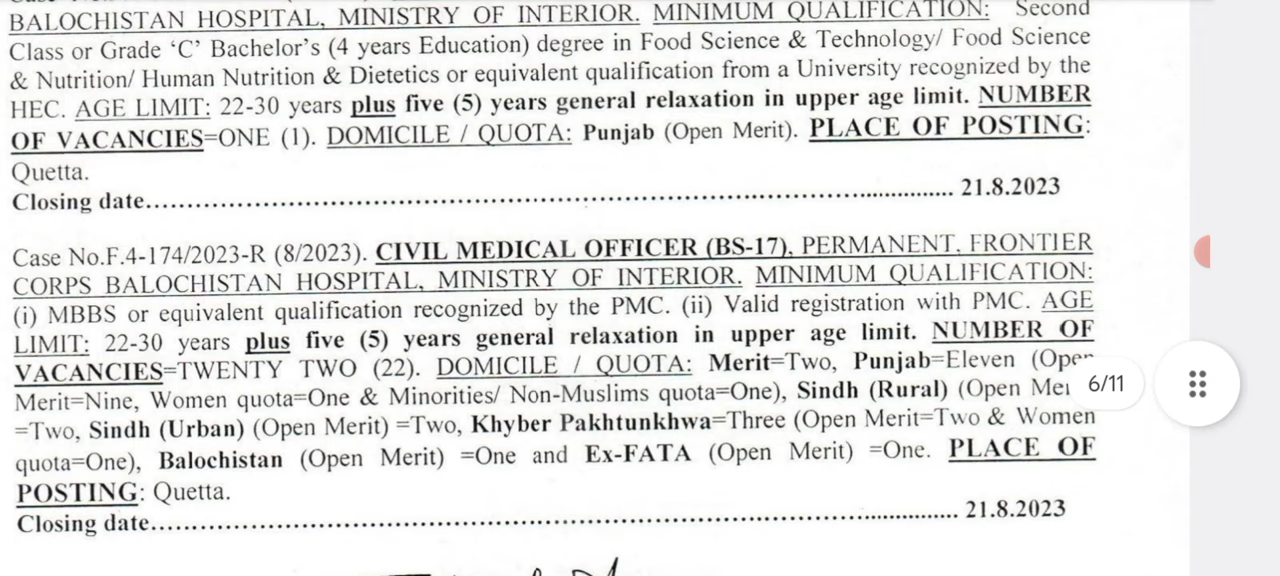 BALOCHISTAN HOSPITAL, MINISTRY OF INTERIOR. MINIMUM QUALIFICATION: Second
Class or Grade ‘C’ Bachelor’s (4 years Education) degree in Food Science & Technology/ Food Science
& Nutrition/ Human Nutrition & Dietetics or equivalent qualification from a University recognized by the
HEC. AGE LIMIT: 22-30 years plus five (5) years general relaxation in upper age limit. NUMBER
OF VACANCIES=ONE (1). DOMICILE / QUOTA: Punjab (Open Merit). PLACE OF POSTING:
Quetta.
Closing date.................................................................................................. 21.8.2023
Case No.F.4-174/2023-R (8/2023). CIVIL MEDICAL OFFICER (BS-17), PERMANENT, FRONTIER
CORPS BALOCHISTAN HOSPITAL, MINISTRY OF INTERIOR. MINIMUM QUALIFICATION:
(i) MBBS or equivalent qualification recognized by the PMC. (ii) Valid registration with PMC. AGE
LIMIT: 22-30 years plus five (5) years general relaxation in upper age limit. NUMBER OF
VACANCIES=TWENTY TWO (22). DOMICILE / QUOTA: Merit=Two, Punjab=Eleven
Merit=Nine, Women quota=One & Minorities/ Non-Muslims quota=One), Sindh (Rural) (Open
=Two, Sindh (Urban) (Open Merit) =Two, Khyber Pakhtunkhwa=Three (Open Merit=Two & Women
quota=One), Balochistan (Open Merit) =One and Ex-FATA (Open Merit) =One. PLACE OF
POSTING: Quetta.
Closing date.................................................................................................. 21.8.2023
6/11